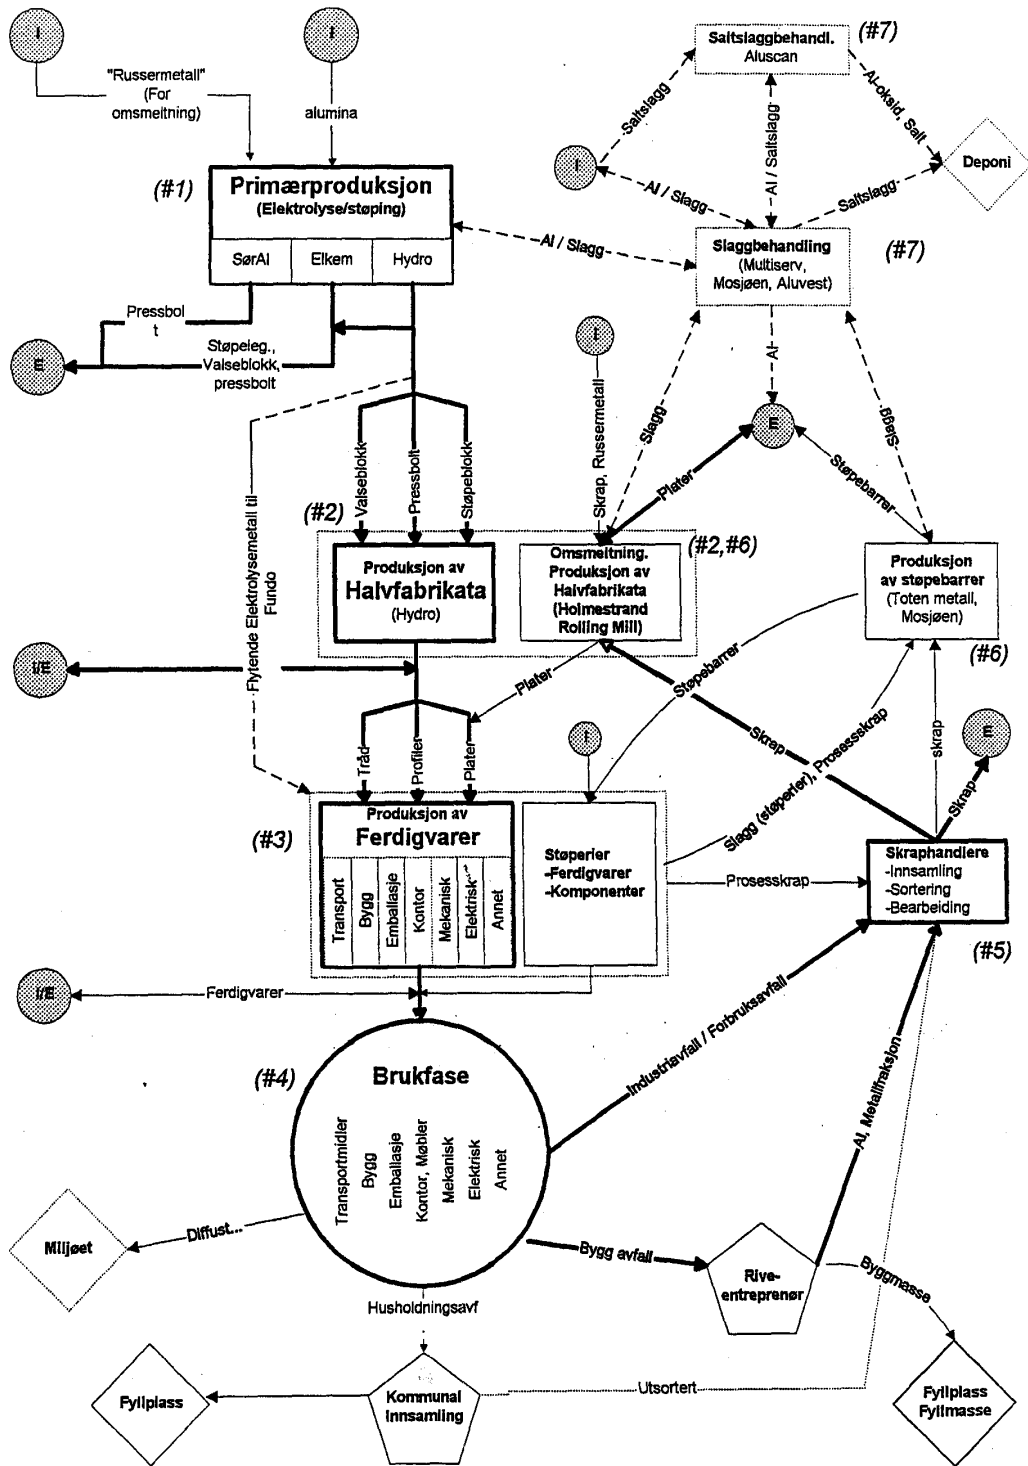 I
I
"Russermetall"
(For
omsmeltning)
alumina
Saltslaggbehandl.
Aluscan
(#7)
Saltslagg
Al / Saltslagg
Al-oksid, Salt
I
Deponi
Al / Slagg
Saltslagg
(#1)
Primærproduksjon
(Elektrolyse/støping)
SørAl
Elkem
Hydro
Al / Slagg
Slaggbehandling
(Multiserv,
Mosjøen, Aluvest)
(#7)
Pressbol
t
Støpeleg.,
Valseblokk,
pressbolt
E
I
Al
Slagg
Slagg
Skrap, Russermetall
E
Plater
Støpebarrer
Valseblokk
Pressbolt
Støpeblokk
(#2)
Produksjon av
Halvfabrikata
(Hydro)
Omsmeltning.
Produksjon av
Halvfabrikata
(Holmestrand
Rolling Mill)
(#2,#6)
Produksjon
av støpebarrer
(Toten metall,
Mosjøen)
(#6)
Flytende Elektrolysemetall til
Fundo
I/E
Plater
Støpebarrer
Skrap
Slagg (støperier), Prosesskrap
skrap
E
Skrap
I
Tråd
Profiler
Plater
(#3)
Produksjon av
Ferdigvarer
Transport
Bygg
Emballasje
Kontor
Mekanisk
Elektrisk
Annet
Støperier
-Ferdigvarer
-Komponenter
Prosesskrap
Skraphandlere
-Innsamling
-Sortering
-Bearbeiding
(#5)
I/E
Ferdigvarer
(#4)
Brukfase
Transportmidler
Bygg
Emballasje
Kontor, Møbler
Mekanisk
Elektrisk
Annet
Industriavfall / Forbruksavfall
Al, Metallfraksjon
Miljøet
Diffust...
Bygg avfall
Rive-
entreprenør
Byggmasse
Husholdningsavf
Fyllplass
Kommunal
Innsamling
Utsortert
Fyllplass
Fyllmasse